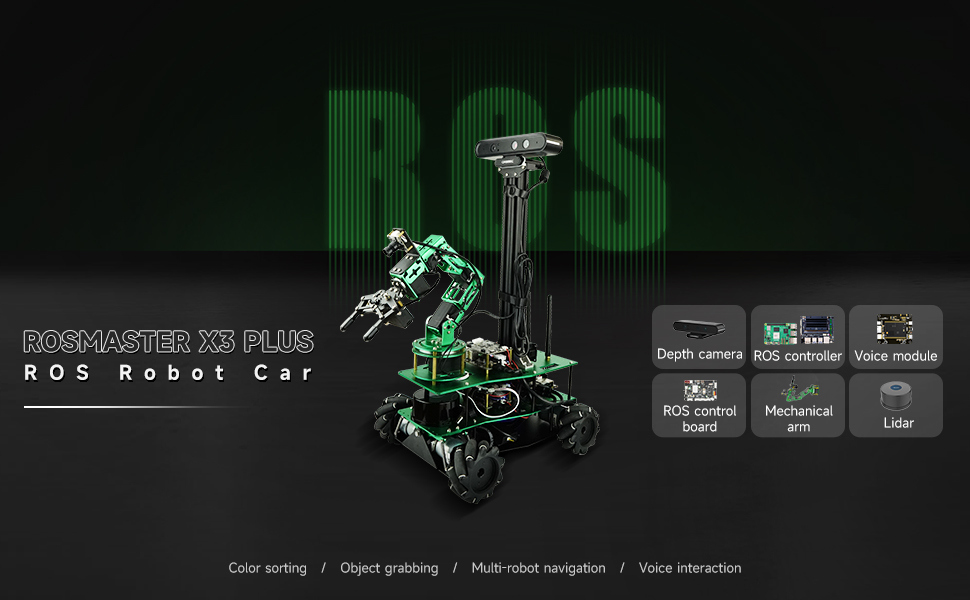 ROS
ROSMASTER X3 PLUS
ROS Robot Car
Depth camera
ROS controller
Voice module
ROS control
board
Mechanical
arm
Lidar
Color sorting / Object grabbing / Multi-robot navigation / Voice interaction